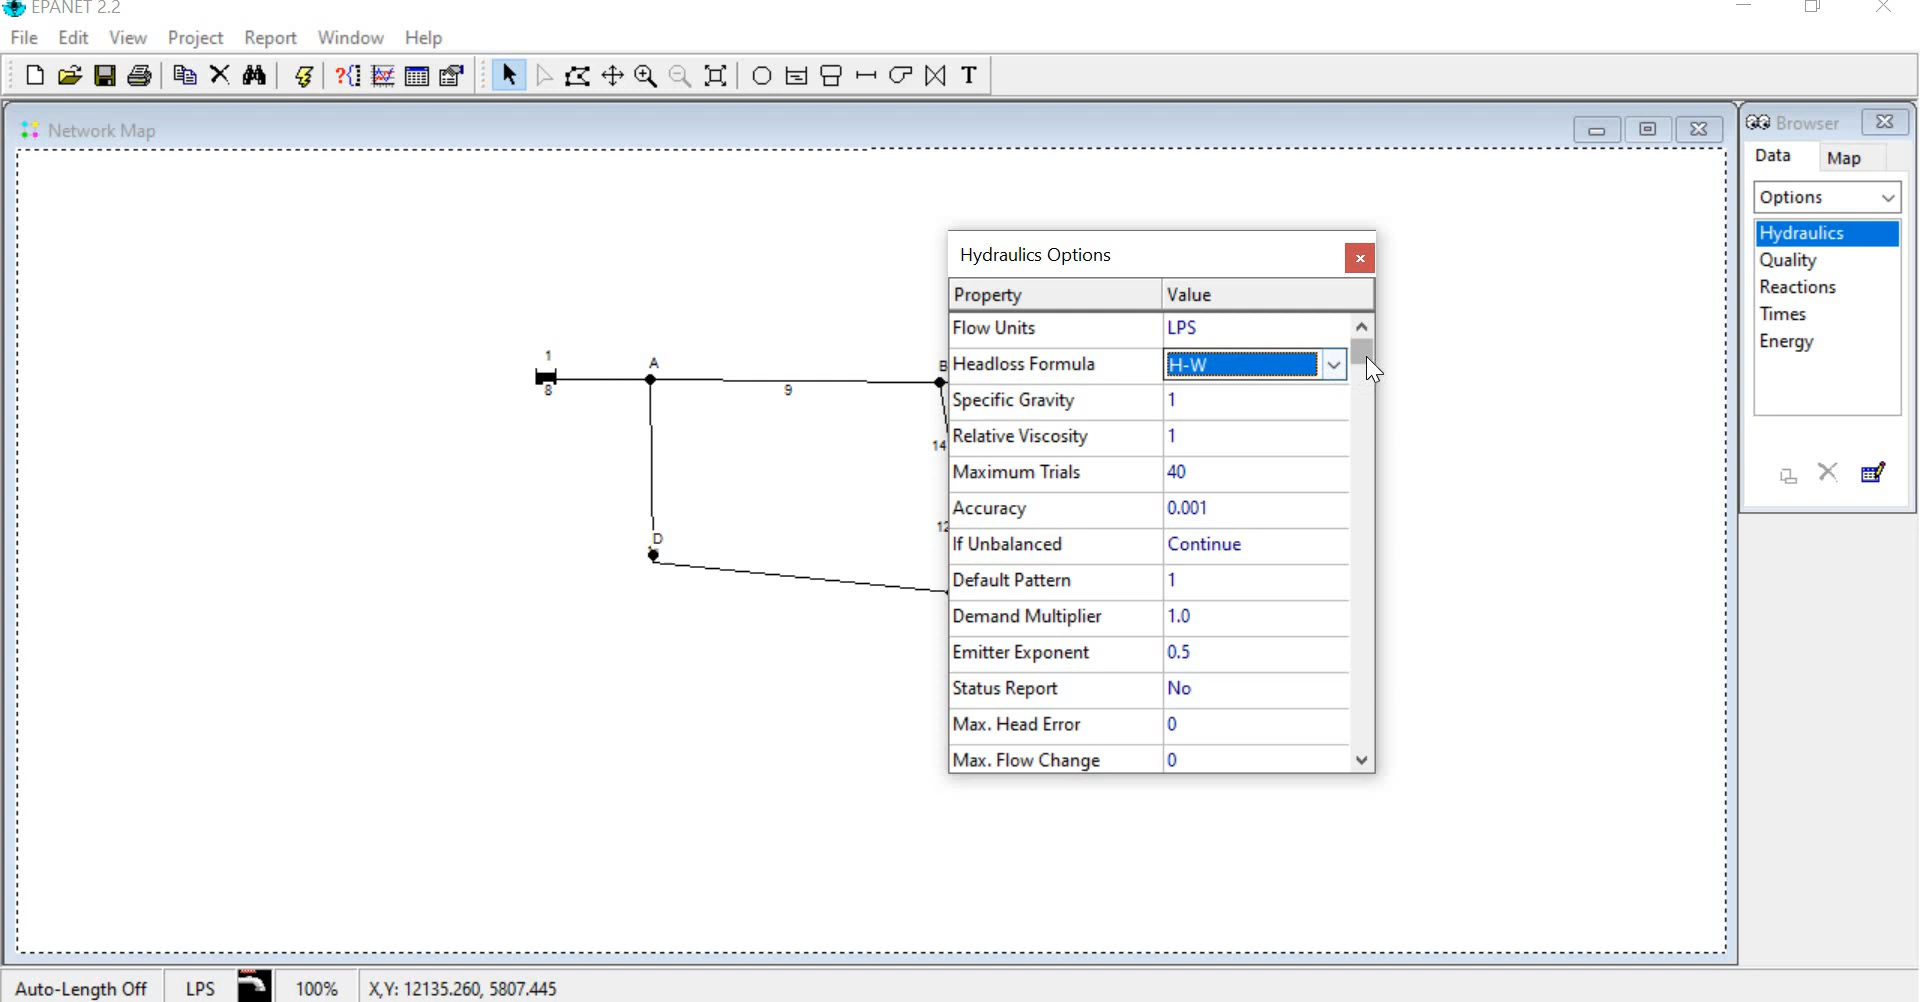 EPANET 2.2
File Edit View Project Report Window Help
T
Network Map
Browser
Data Map
Options
Hydraulics
Quality
Reactions
Times
Energy
Hydraulics Options
Property Value
Flow Units LPS
Headloss Formula H-W
Specific Gravity 1
Relative Viscosity 1
Maximum Trials 40
Accuracy 0.001
If Unbalanced Continue
Default Pattern 1
Demand Multiplier 1.0
Emitter Exponent 0.5
Status Report No
Max. Head Error 0
Max. Flow Change 0
1
8
A
9
B
14
12
D
Auto-Length Off LPS 100% X,Y: 12135.260, 5807.445